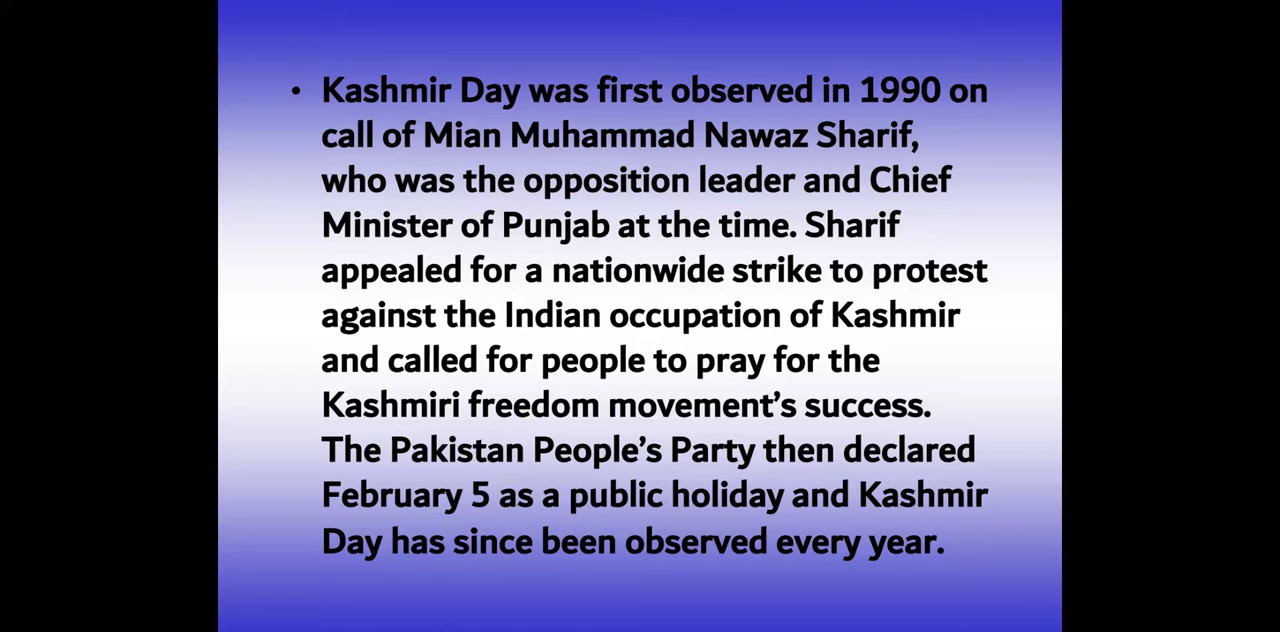 • Kashmir Day was first observed in 1990 on
call of Mian Muhammad Nawaz Sharif,
who was the opposition leader and Chief
Minister of Punjab at the time. Sharif
appealed for a nationwide strike to protest
against the Indian occupation of Kashmir
and called for people to pray for the
Kashmiri freedom movement’s success.
The Pakistan People’s Party then declared
February 5 as a public holiday and Kashmir
Day has since been observed every year.